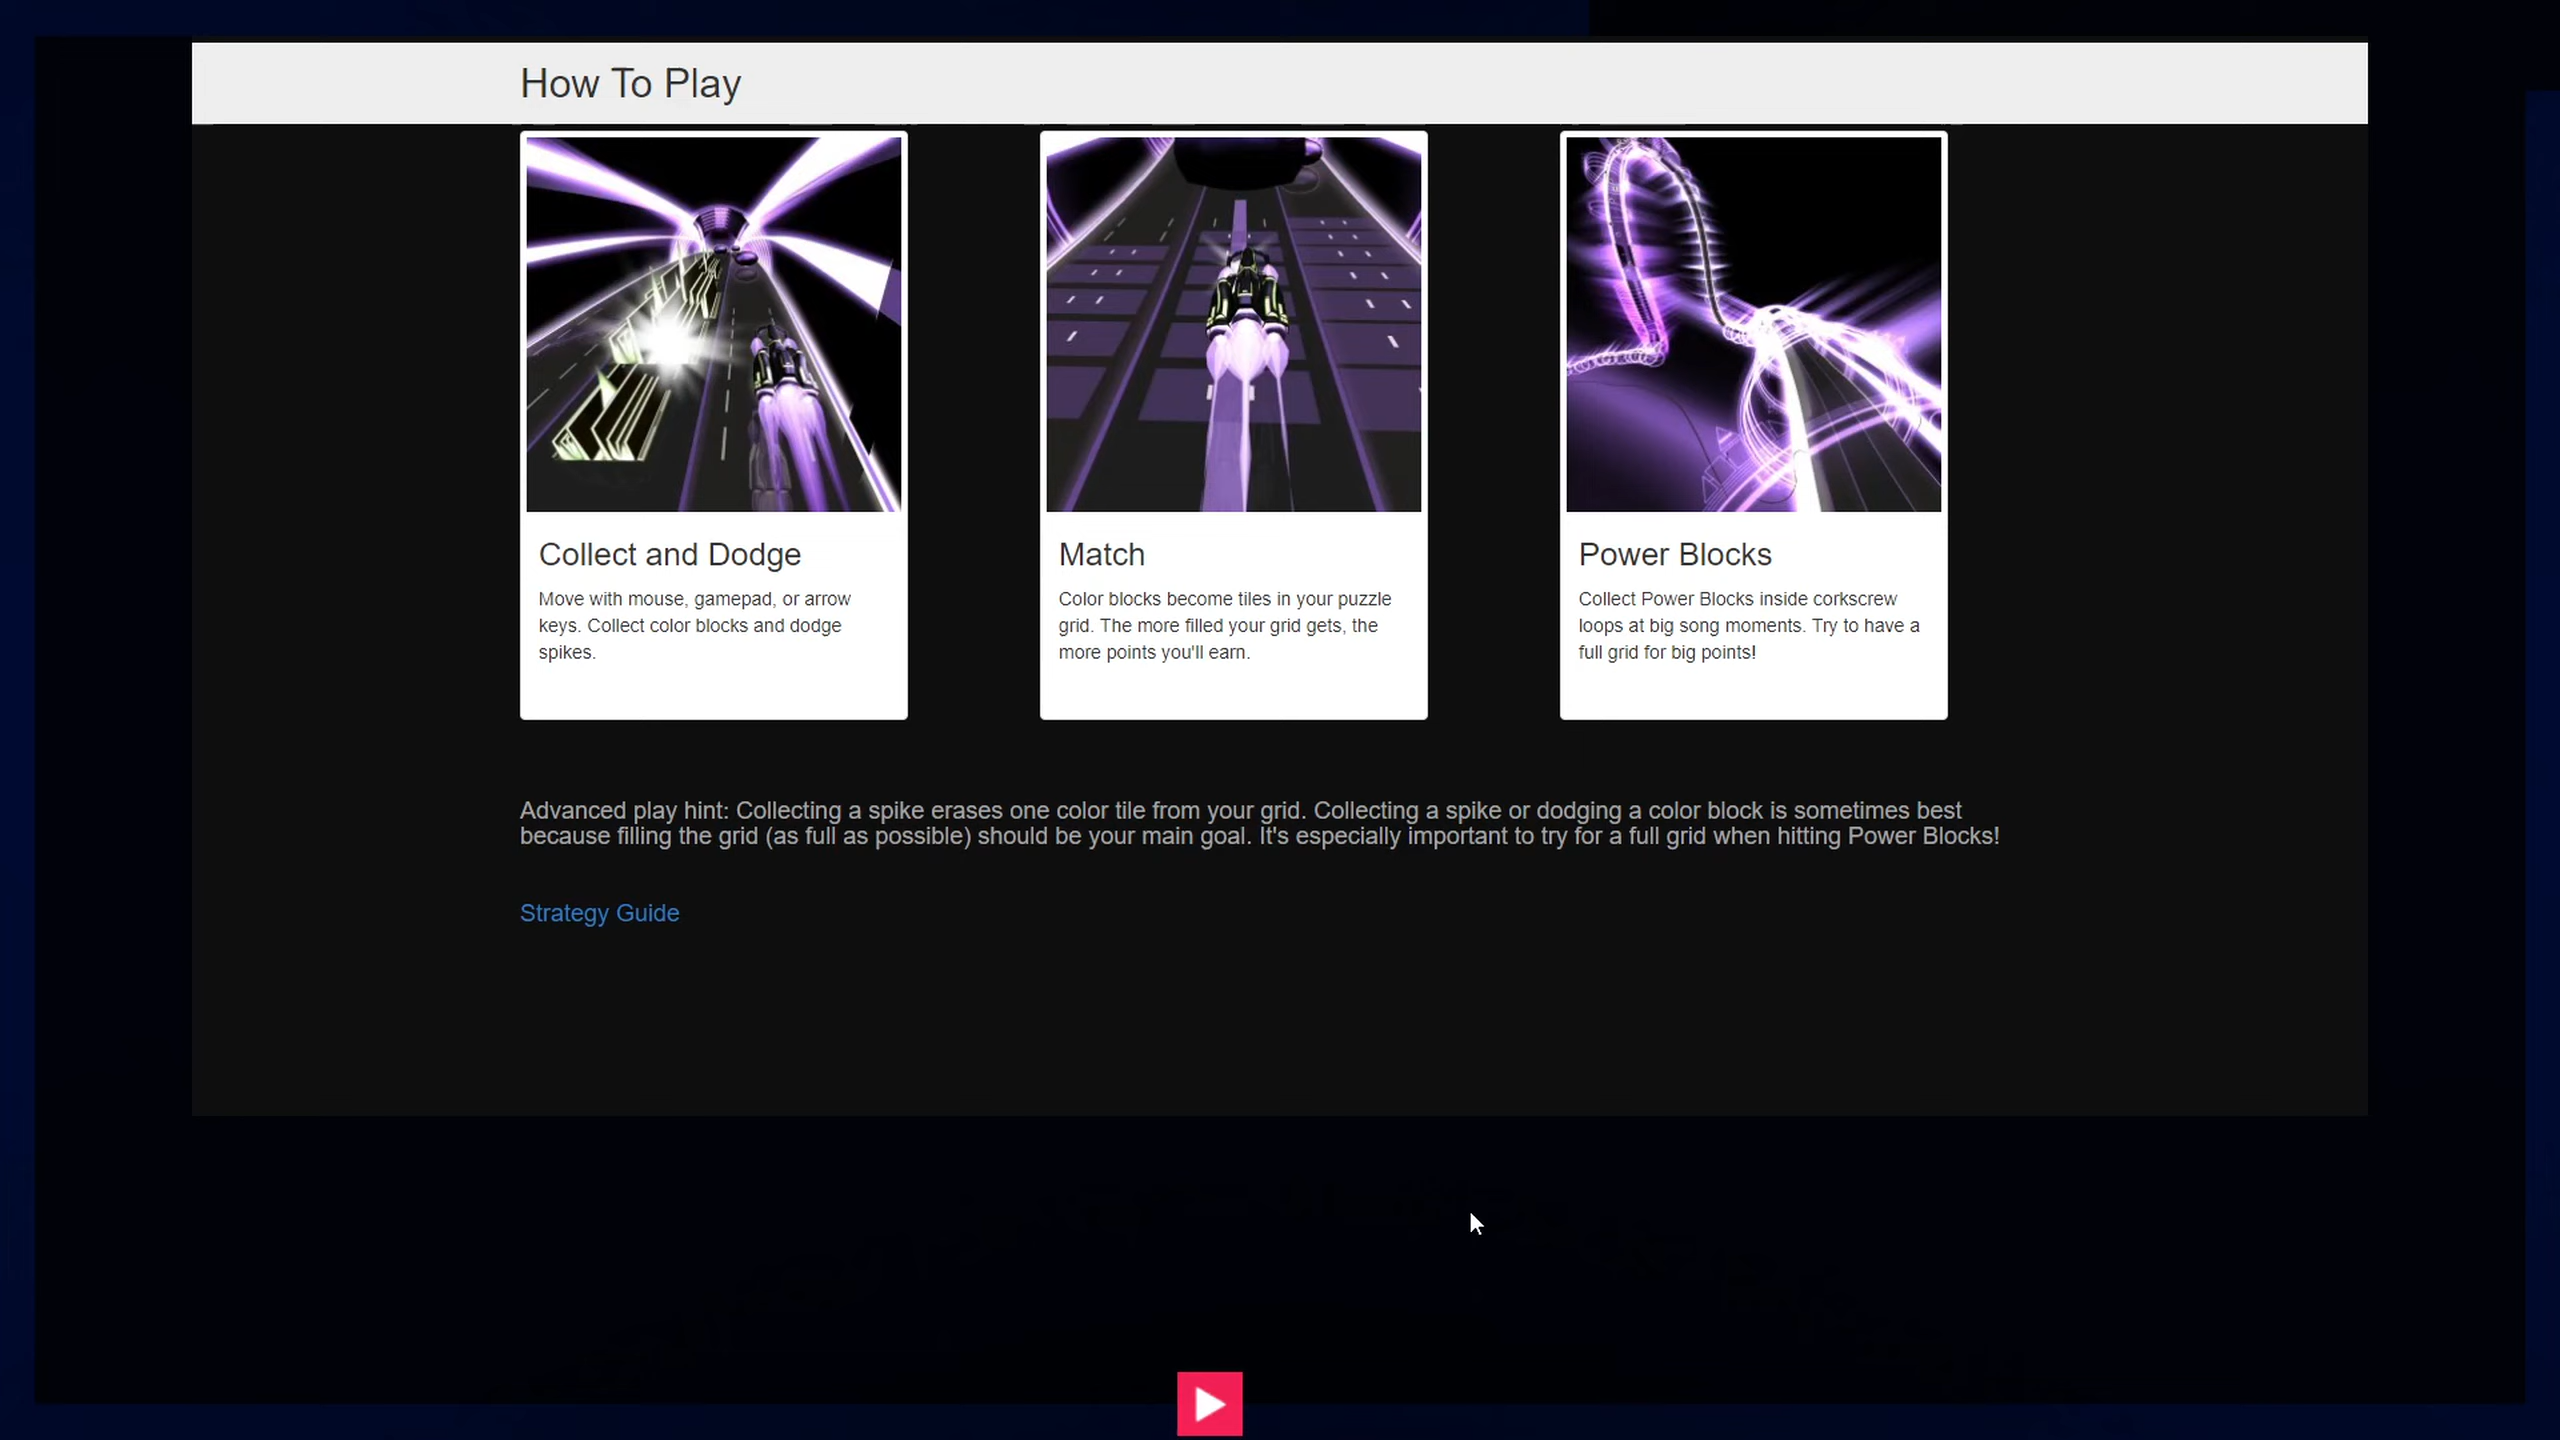 How To Play
Collect and Dodge
Move with mouse, gamepad, or arrow
keys. Collect color blocks and dodge
spikes.
Match
Color blocks become tiles in your puzzle
grid. The more filled your grid gets, the
more points you'll earn.
Power Blocks
Collect Power Blocks inside corkscrew
loops at big song moments. Try to have a
full grid for big points!
Advanced play hint: Collecting a spike erases one color tile from your grid. Collecting a spike or dodging a color block is sometimes best
because filling the grid (as full as possible) should be your main goal. It's especially important to try for a full grid when hitting Power Blocks!
Strategy Guide